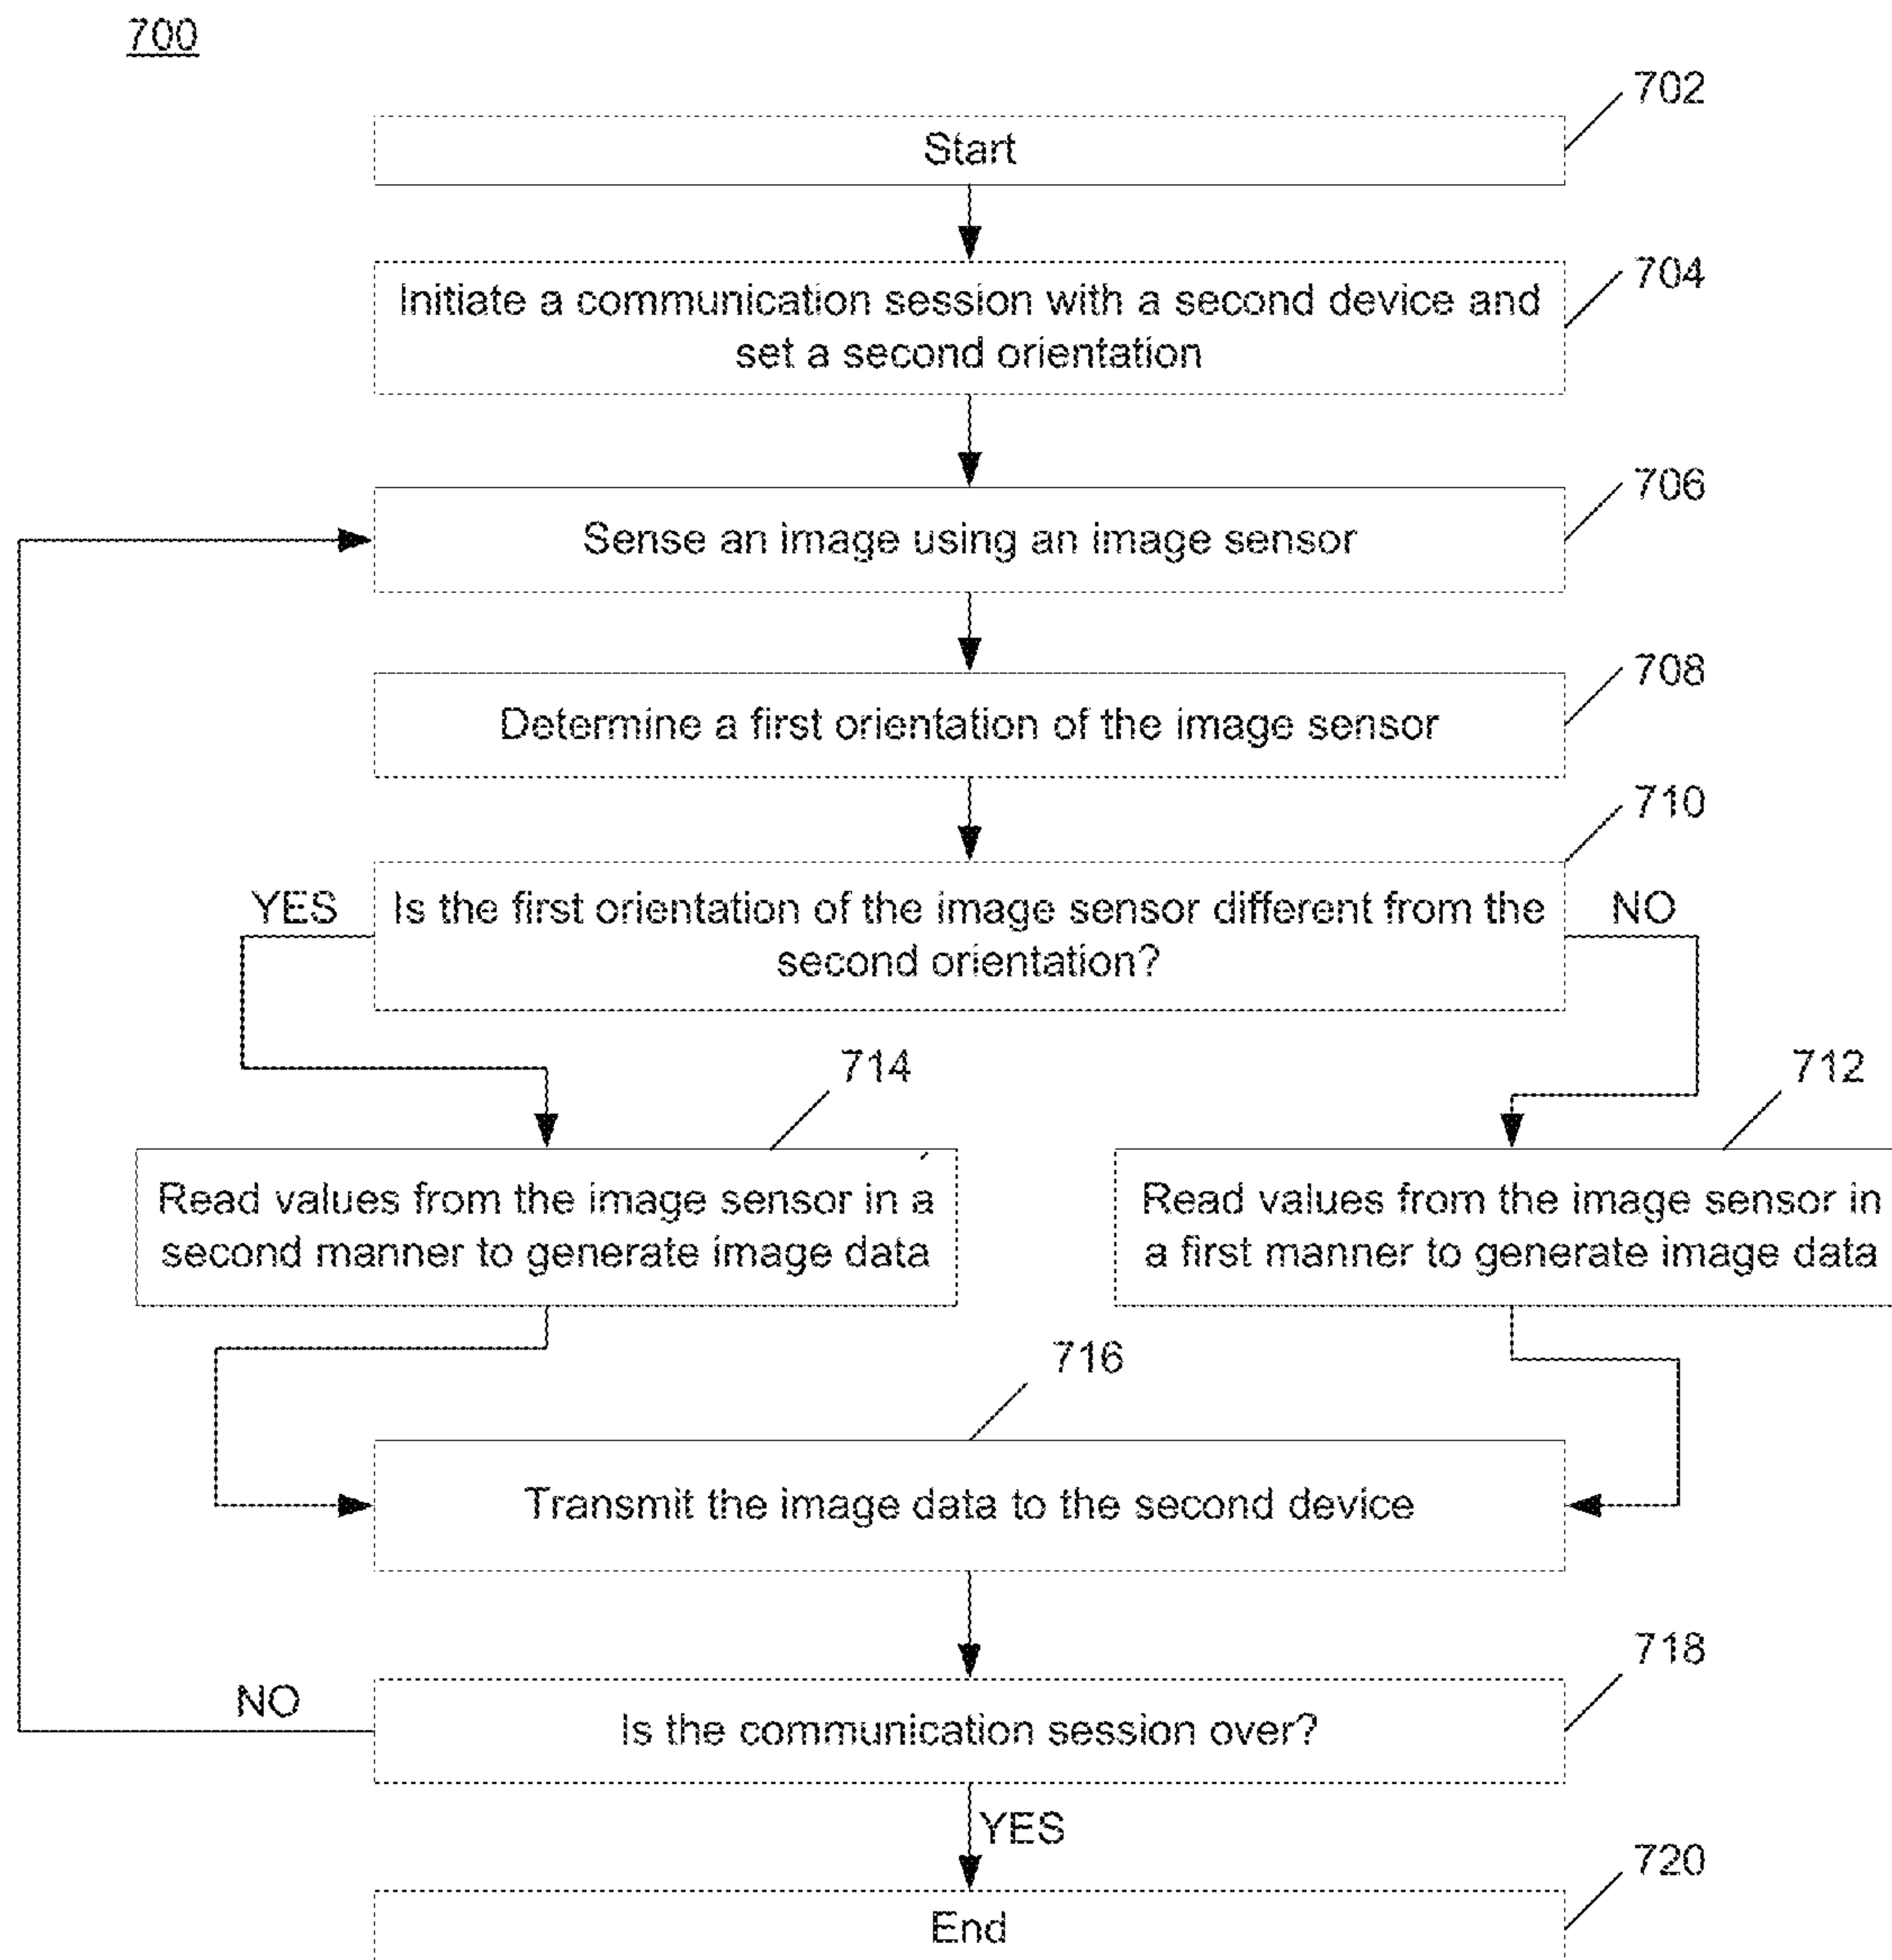 700
702
Start
704
Initiate a communication session with a second device and
set a second orientation
706
Sense an image using an image sensor
708
Determine a first orientation of the image sensor
710
YES
Is the first orientation of the image sensor different from the
second orientation?
NO
714
712
Read values from the image sensor in a
second manner to generate image data
Read values from the image sensor in
a first manner to generate image data
716
Transmit the image data to the second device
718
NO
Is the communication session over?
YES
720
End